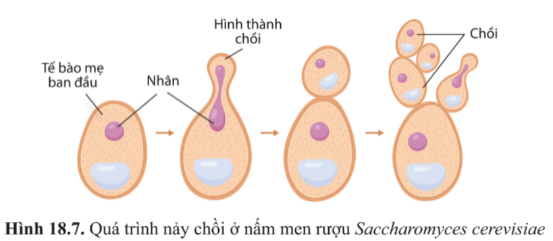 Hình thành
chồi
Chồi
Tế bào mẹ
ban đầu
Nhân
Hình 18.7. Quá trình nảy chồi ở nấm men rượu Saccharomyces cerevisiae